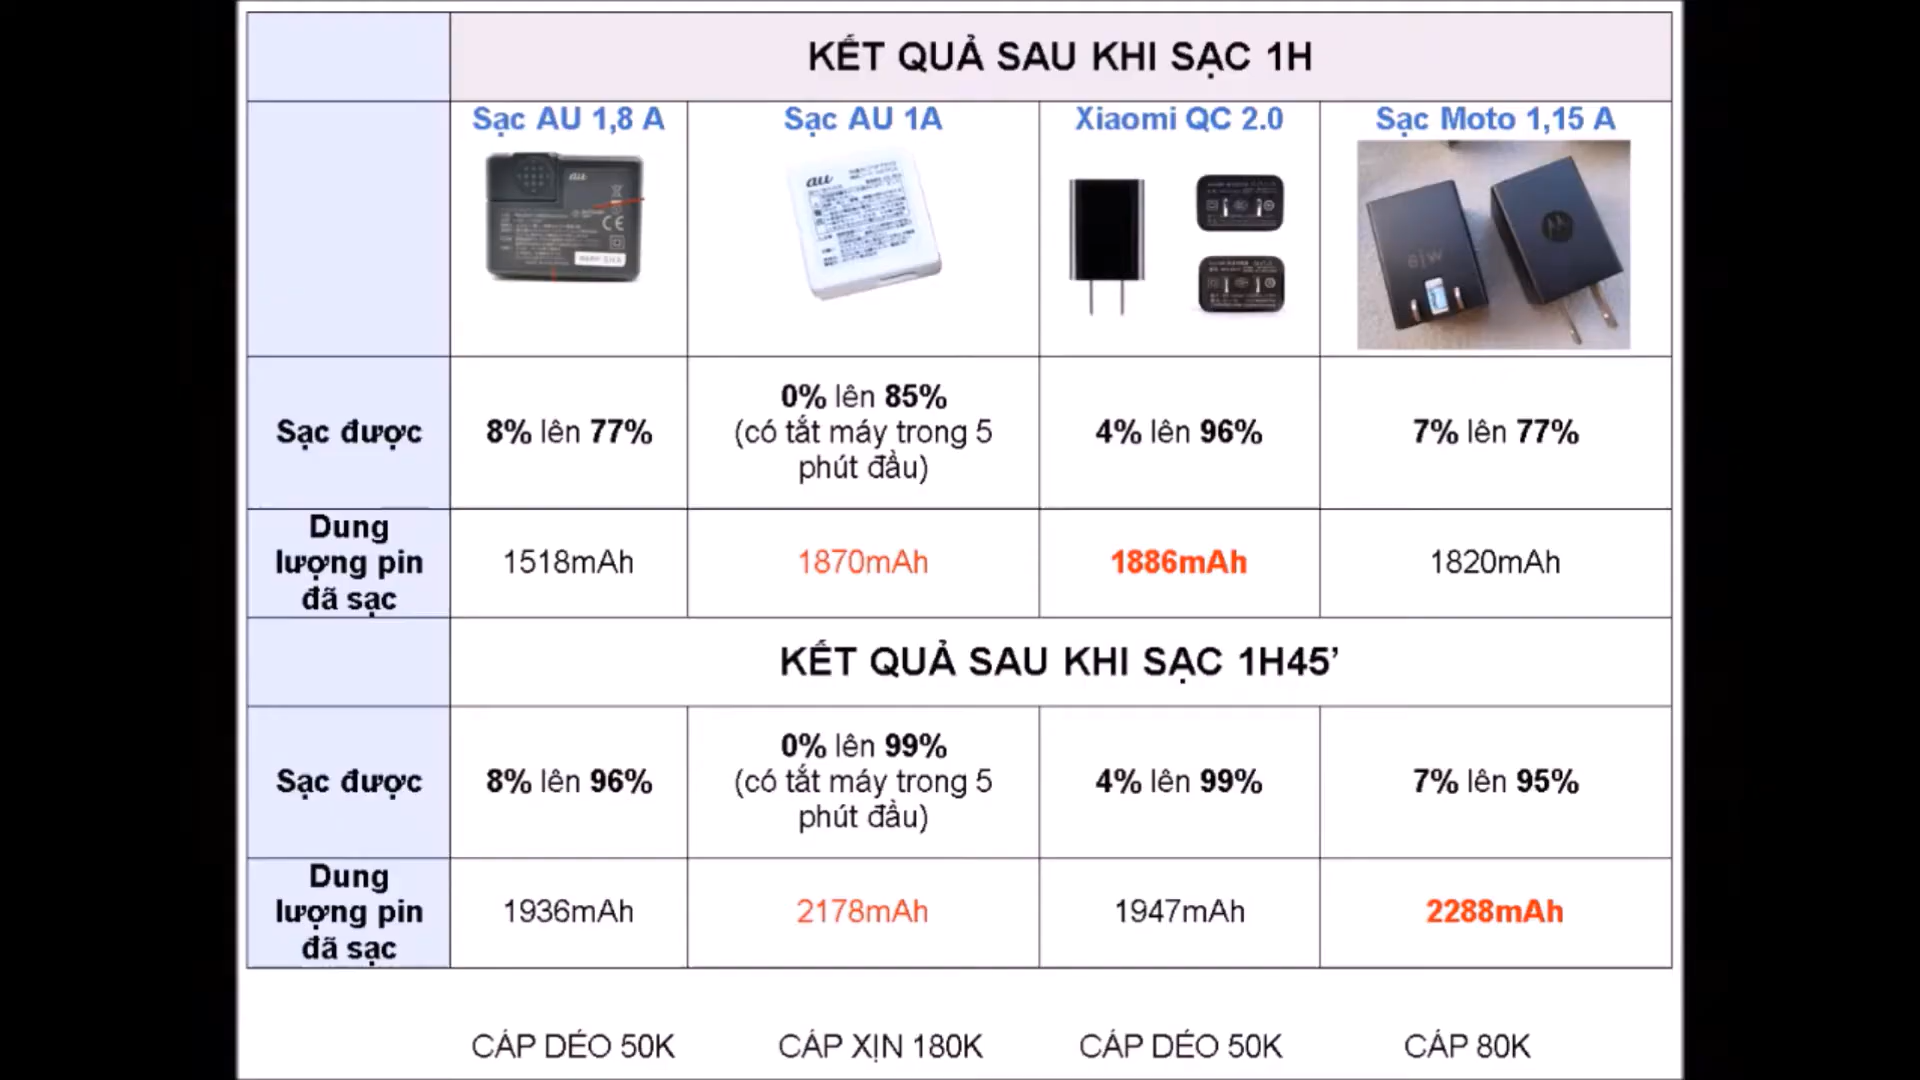 KẾT QUẢ SAU KHI SẠC 1H
Sạc AU 1,8 A
Sạc AU 1A
Xiaomi QC 2.0
Sạc Moto 1,15 A
au
CE
au
Sạc được
8% lên 77%
0% lên 85%
(có tắt máy trong 5
phút đầu)
4% lên 96%
7% lên 77%
Dung
lượng pin
đã sạc
1518mAh
1870mAh
1886mAh
1820mAh
KẾT QUẢ SAU KHI SẠC 1H45’
Sạc được
8% lên 96%
0% lên 99%
(có tắt máy trong 5
phút đầu)
4% lên 99%
7% lên 95%
Dung
lượng pin
đã sạc
1936mAh
2178mAh
1947mAh
2288mAh
CÁP DÉO 50K
CÁP XỊN 180K
CÁP DÉO 50K
CÁP 80K